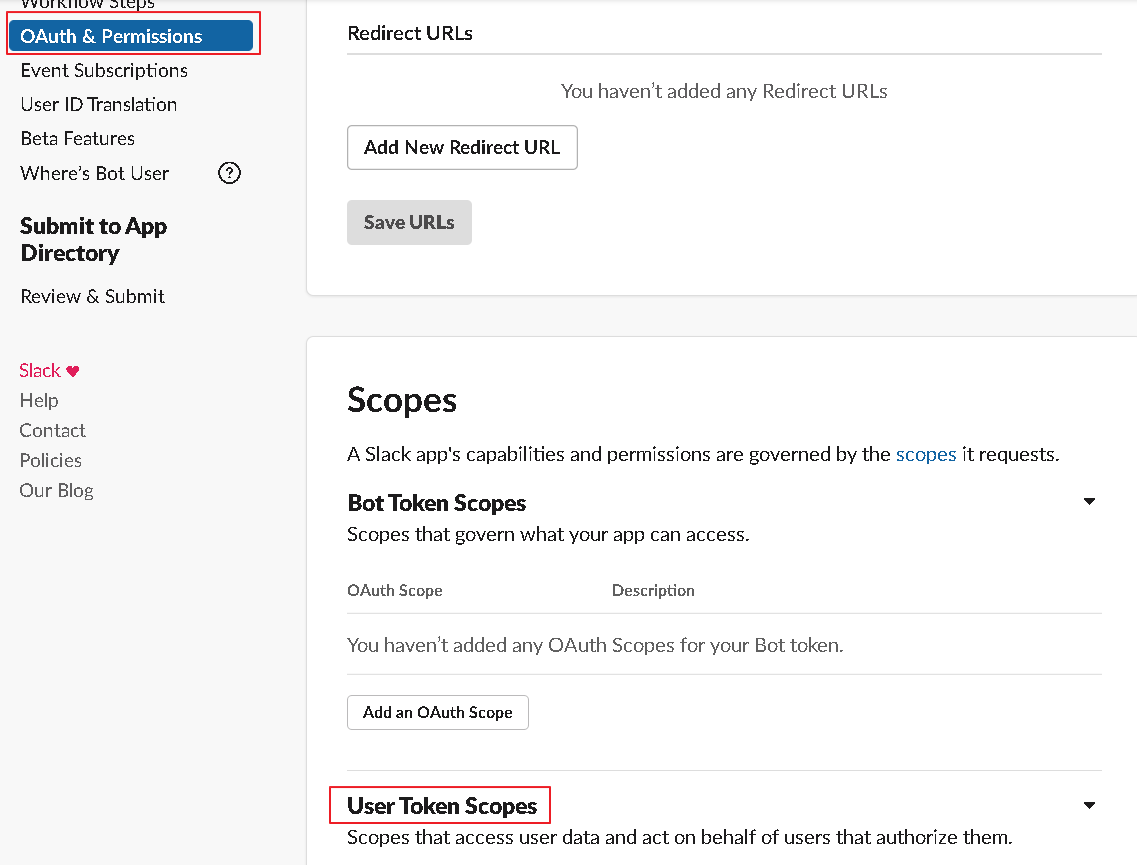 Workflow Steps
OAuth & Permissions
Event Subscriptions
User ID Translation
Beta Features
Where’s Bot User
?
Submit to App
Directory
Review & Submit
Slack ♥
Help
Contact
Policies
Our Blog
Redirect URLs
You haven’t added any Redirect URLs
Add New Redirect URL
Save URLs
Scopes
A Slack app's capabilities and permissions are governed by the scopes it requests.
Bot Token Scopes
Scopes that govern what your app can access.
OAuth Scope Description
You haven’t added any OAuth Scopes for your Bot token.
Add an OAuth Scope
User Token Scopes
Scopes that access user data and act on behalf of users that authorize them.